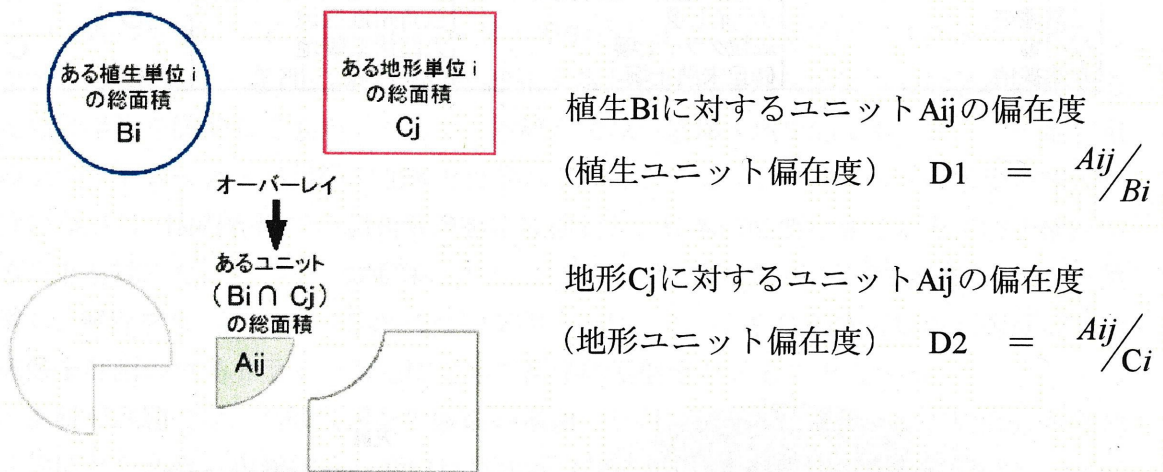 ある植生単位 i
の総面積
Bi
ある地形単位 i
の総面積
Cj
オーバーレイ
あるユニット
(Bi∩ Cj)
の総面積
Aij
植生Biに対するユニットAijの偏在度
(植生ユニット偏在度) D1 = Aij/Bi
地形Cjに対するユニットAijの偏在度
(地形ユニット偏在度) D2 = Aij/Ci